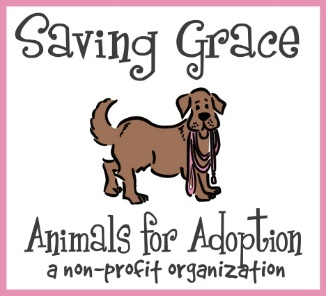 Saving Grace
Animals for Adoption
a non-profit organization